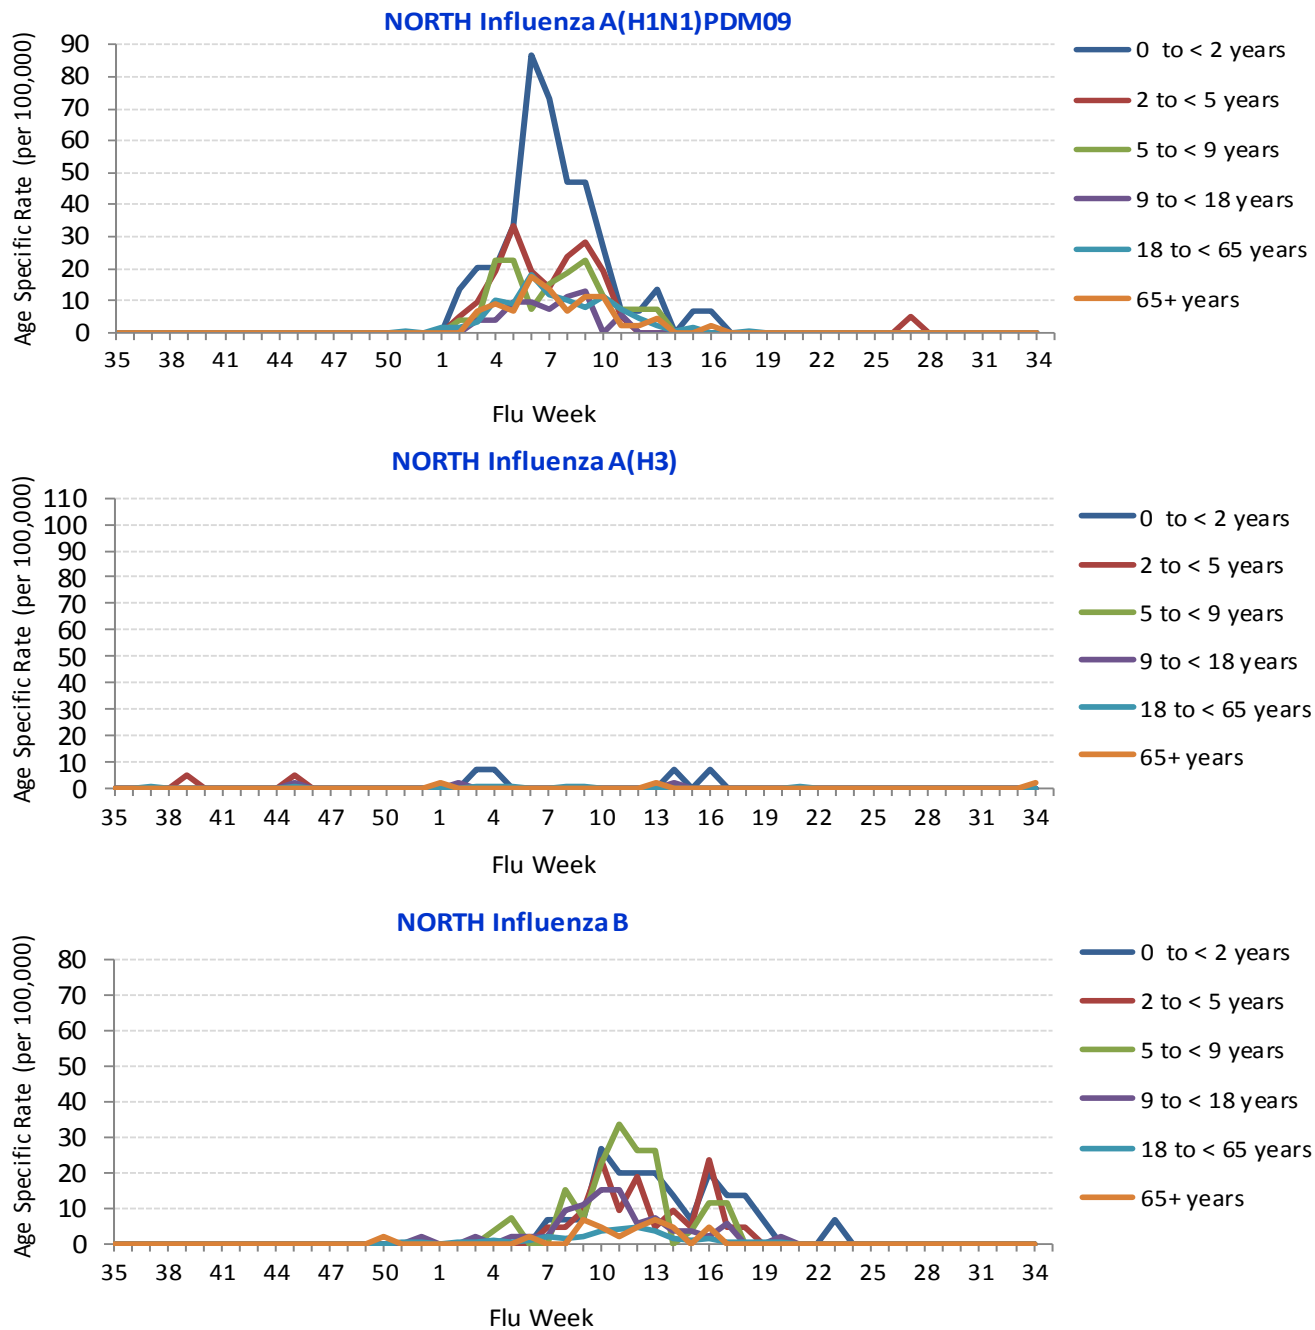 NORTH Influenza A(H1N1)PDM09
Age Specific Rate (per 100,000)
90
80
70
60
50
40
30
20
10
0
35 38 41 44 47 50 1 4 7 10 13 16 19 22 25 28 31 34
Flu Week
0 to < 2 years
2 to < 5 years
5 to < 9 years
9 to < 18 years
18 to < 65 years
65+ years
NORTH Influenza A(H3)
Age Specific Rate (per 100,000)
110
100
90
80
70
60
50
40
30
20
10
0
35 38 41 44 47 50 1 4 7 10 13 16 19 22 25 28 31 34
Flu Week
0 to < 2 years
2 to < 5 years
5 to < 9 years
9 to < 18 years
18 to < 65 years
65+ years
NORTH Influenza B
Age Specific Rate (per 100,000)
80
70
60
50
40
30
20
10
0
35 38 41 44 47 50 1 4 7 10 13 16 19 22 25 28 31 34
Flu Week
0 to < 2 years
2 to < 5 years
5 to < 9 years
9 to < 18 years
18 to < 65 years
65+ years